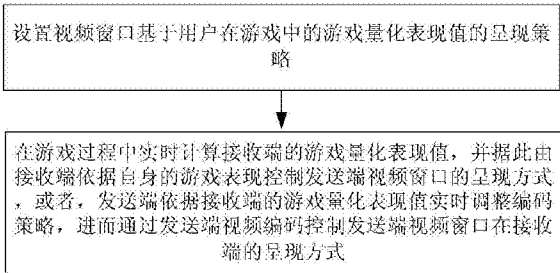 设置视频窗口基于用户在游戏中的游戏量化表现值的呈现策
略
在游戏过程中实时计算接收端的游戏量化表现值，并据此由
接收端依据自身的游戏表现控制发送端视频窗口的呈现方式
，或者，发送端依据接收端的游戏量化表现值实时调整编码
策略，进而通过发送端视频编码控制发送端视频窗口在接收
端的呈现方式